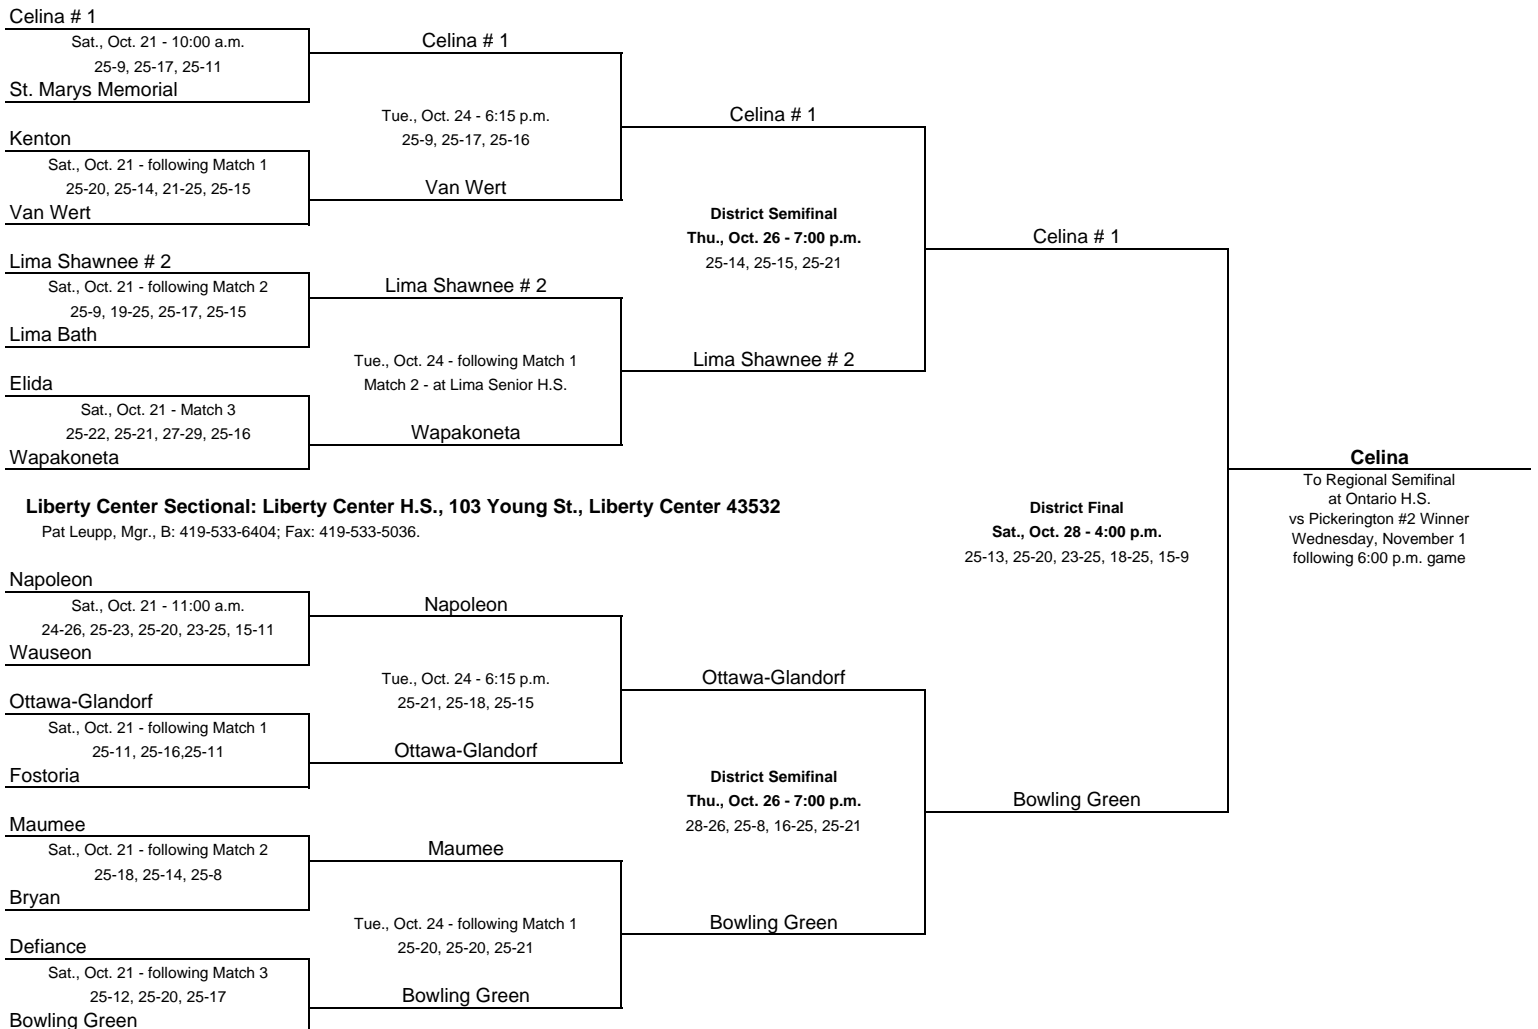 Celina # 1
Sat., Oct. 21 - 10:00 a.m.
25-9, 25-17, 25-11
St. Marys Memorial
Celina # 1
Kenton
Sat., Oct. 21 - following Match 1
25-20, 25-14, 21-25, 25-15
Van Wert
Tue., Oct. 24 - 6:15 p.m.
25-9, 25-17, 25-16
Van Wert
Celina # 1
Lima Shawnee # 2
Sat., Oct. 21 - following Match 2
25-9, 19-25, 25-17, 25-15
Lima Bath
Lima Shawnee # 2
Elida
Sat., Oct. 21 - Match 3
25-22, 25-21, 27-29, 25-16
Wapakoneta
Tue., Oct. 24 - following Match 1
Match 2 - at Lima Senior H.S.
Wapakoneta
Lima Shawnee # 2
District Semifinal
Thu., Oct. 26 - 7:00 p.m.
25-14, 25-15, 25-21
Celina # 1
Liberty Center Sectional: Liberty Center H.S., 103 Young St., Liberty Center 43532
Pat Leupp, Mgr., B: 419-533-6404; Fax: 419-533-5036.
District Final
Sat., Oct. 28 - 4:00 p.m.
25-13, 25-20, 23-25, 18-25, 15-9
Celina
To Regional Semifinal
at Ontario H.S.
vs Pickerington #2 Winner
Wednesday, November 1
following 6:00 p.m. game
Napoleon
Sat., Oct. 21 - 11:00 a.m.
24-26, 25-23, 25-20, 23-25, 15-11
Wauseon
Napoleon
Ottawa-Glandorf
Sat., Oct. 21 - following Match 1
25-11, 25-16,25-11
Fostoria
Tue., Oct. 24 - 6:15 p.m.
25-21, 25-18, 25-15
Ottawa-Glandorf
Ottawa-Glandorf
Maumee
Sat., Oct. 21 - following Match 2
25-18, 25-14, 25-8
Bryan
Maumee
Defiance
Sat., Oct. 21 - following Match 3
25-12, 25-20, 25-17
Bowling Green
Tue., Oct. 24 - following Match 1
25-20, 25-20, 25-21
Bowling Green
Bowling Green
District Semifinal
Thu., Oct. 26 - 7:00 p.m.
28-26, 25-8, 16-25, 25-21
Bowling Green